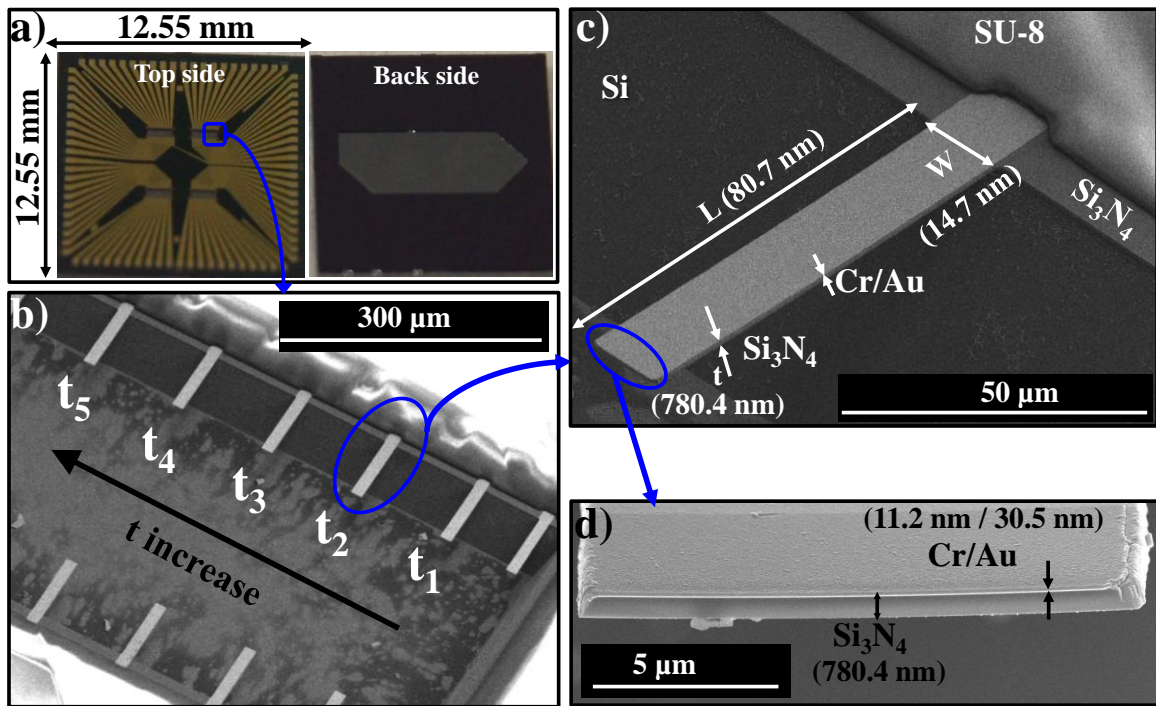 a)
12.55 mm
12.55 mm
Top side
Back side
b)
300 μm
t₅
t₄
t₃
t₂
t₁
t increase
c)
SU-8
Si
L (80.7 nm)
W
(14.7 nm)
Si₃N₄
Cr/Au
Si₃N₄
t
(780.4 nm)
50 μm
d)
(11.2 nm / 30.5 nm)
Cr/Au
Si₃N₄
(780.4 nm)
5 μm